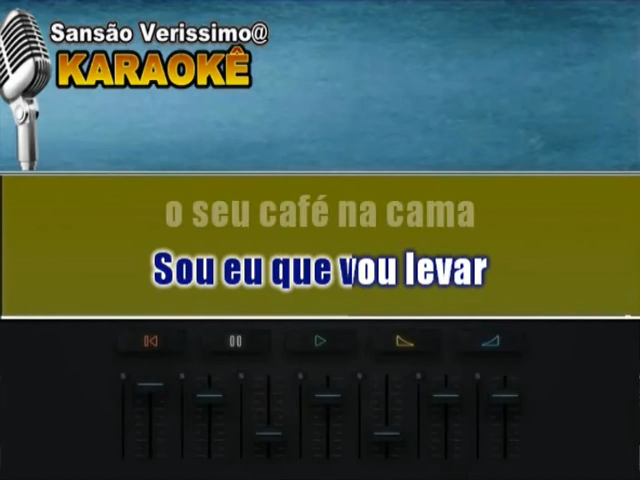 Sansão Verissimo@
KARAOKÊ
o seu café na cama
Sou eu que vou levar